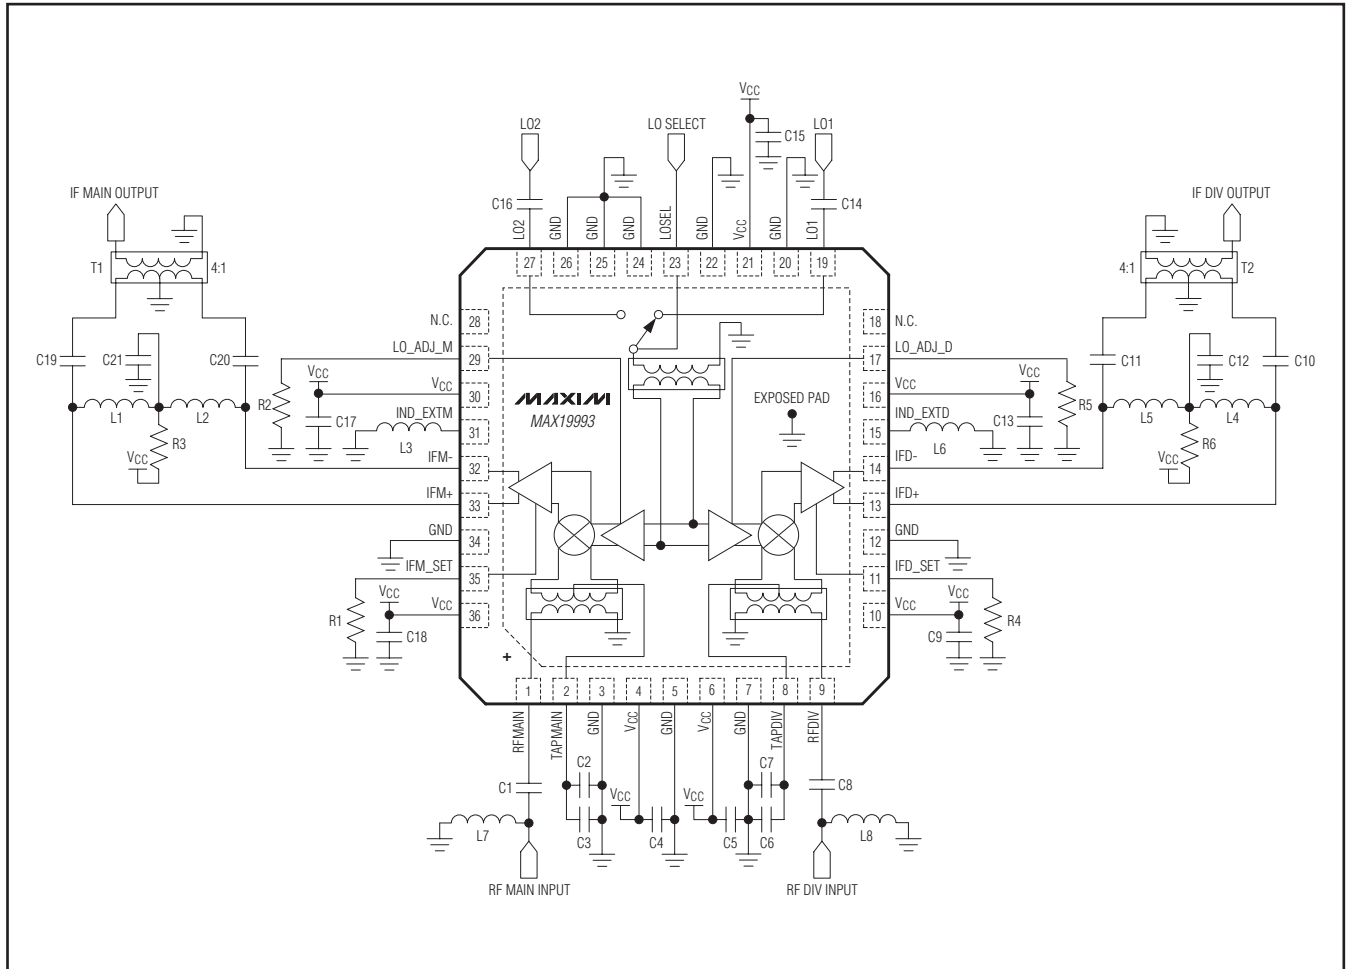 VCC
LO2
LO SELECT
C15
LO1
IF MAIN OUTPUT
IF DIV OUTPUT
C16
C14
LO2
GND
GND
GND
LOSEL
GND
VCC
GND
LO1
T1
4:1
4:1
T2
27
26
25
24
23
22
21
20
19
N.C.
28
18
N.C.
C19
C21
C20
LO_ADJ_M
29
17
LO_ADJ_D
C11
C12
C10
VCC
VCC
30
16
VCC
VCC
R2
L1
L2
C17
L3
IND_EXTM
31
MAXIM
MAX19993
EXPOSED PAD
15
IND_EXTD
L6
C13
R5
L5
L4
R3
VCC
IFM-
32
14
IFD-
R6
VCC
IFM+
33
13
IFD+
GND
34
12
GND
IFM_SET
35
11
IFD_SET
VCC
VCC
36
10
VCC
VCC
R1
C18
C9
R4
+
1
2
3
4
5
6
7
8
9
RFMAIN
TAPMAIN
GND
VCC
GND
VCC
GND
TAPDIV
RFDIV
C1
C2
C7
C8
VCC
VCC
L7
C3
C4
C5
C6
L8
RF MAIN INPUT
RF DIV INPUT